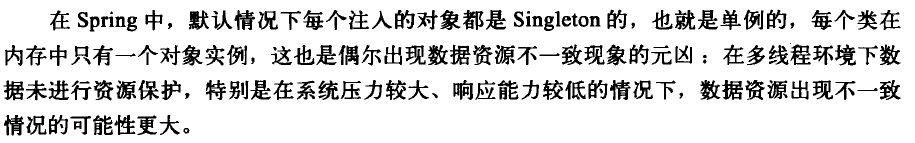 在 Spring 中，默认情况下每个注入的对象都是 Singleton 的，也就是单例的，每个类在
内存中只有一个对象实例，这也是偶尔出现数据资源不一致现象的元凶：在多线程环境下数
据未进行资源保护，特别是在系统压力较大、响应能力较低的情况下，数据资源出现不一致
情况的可能性更大。